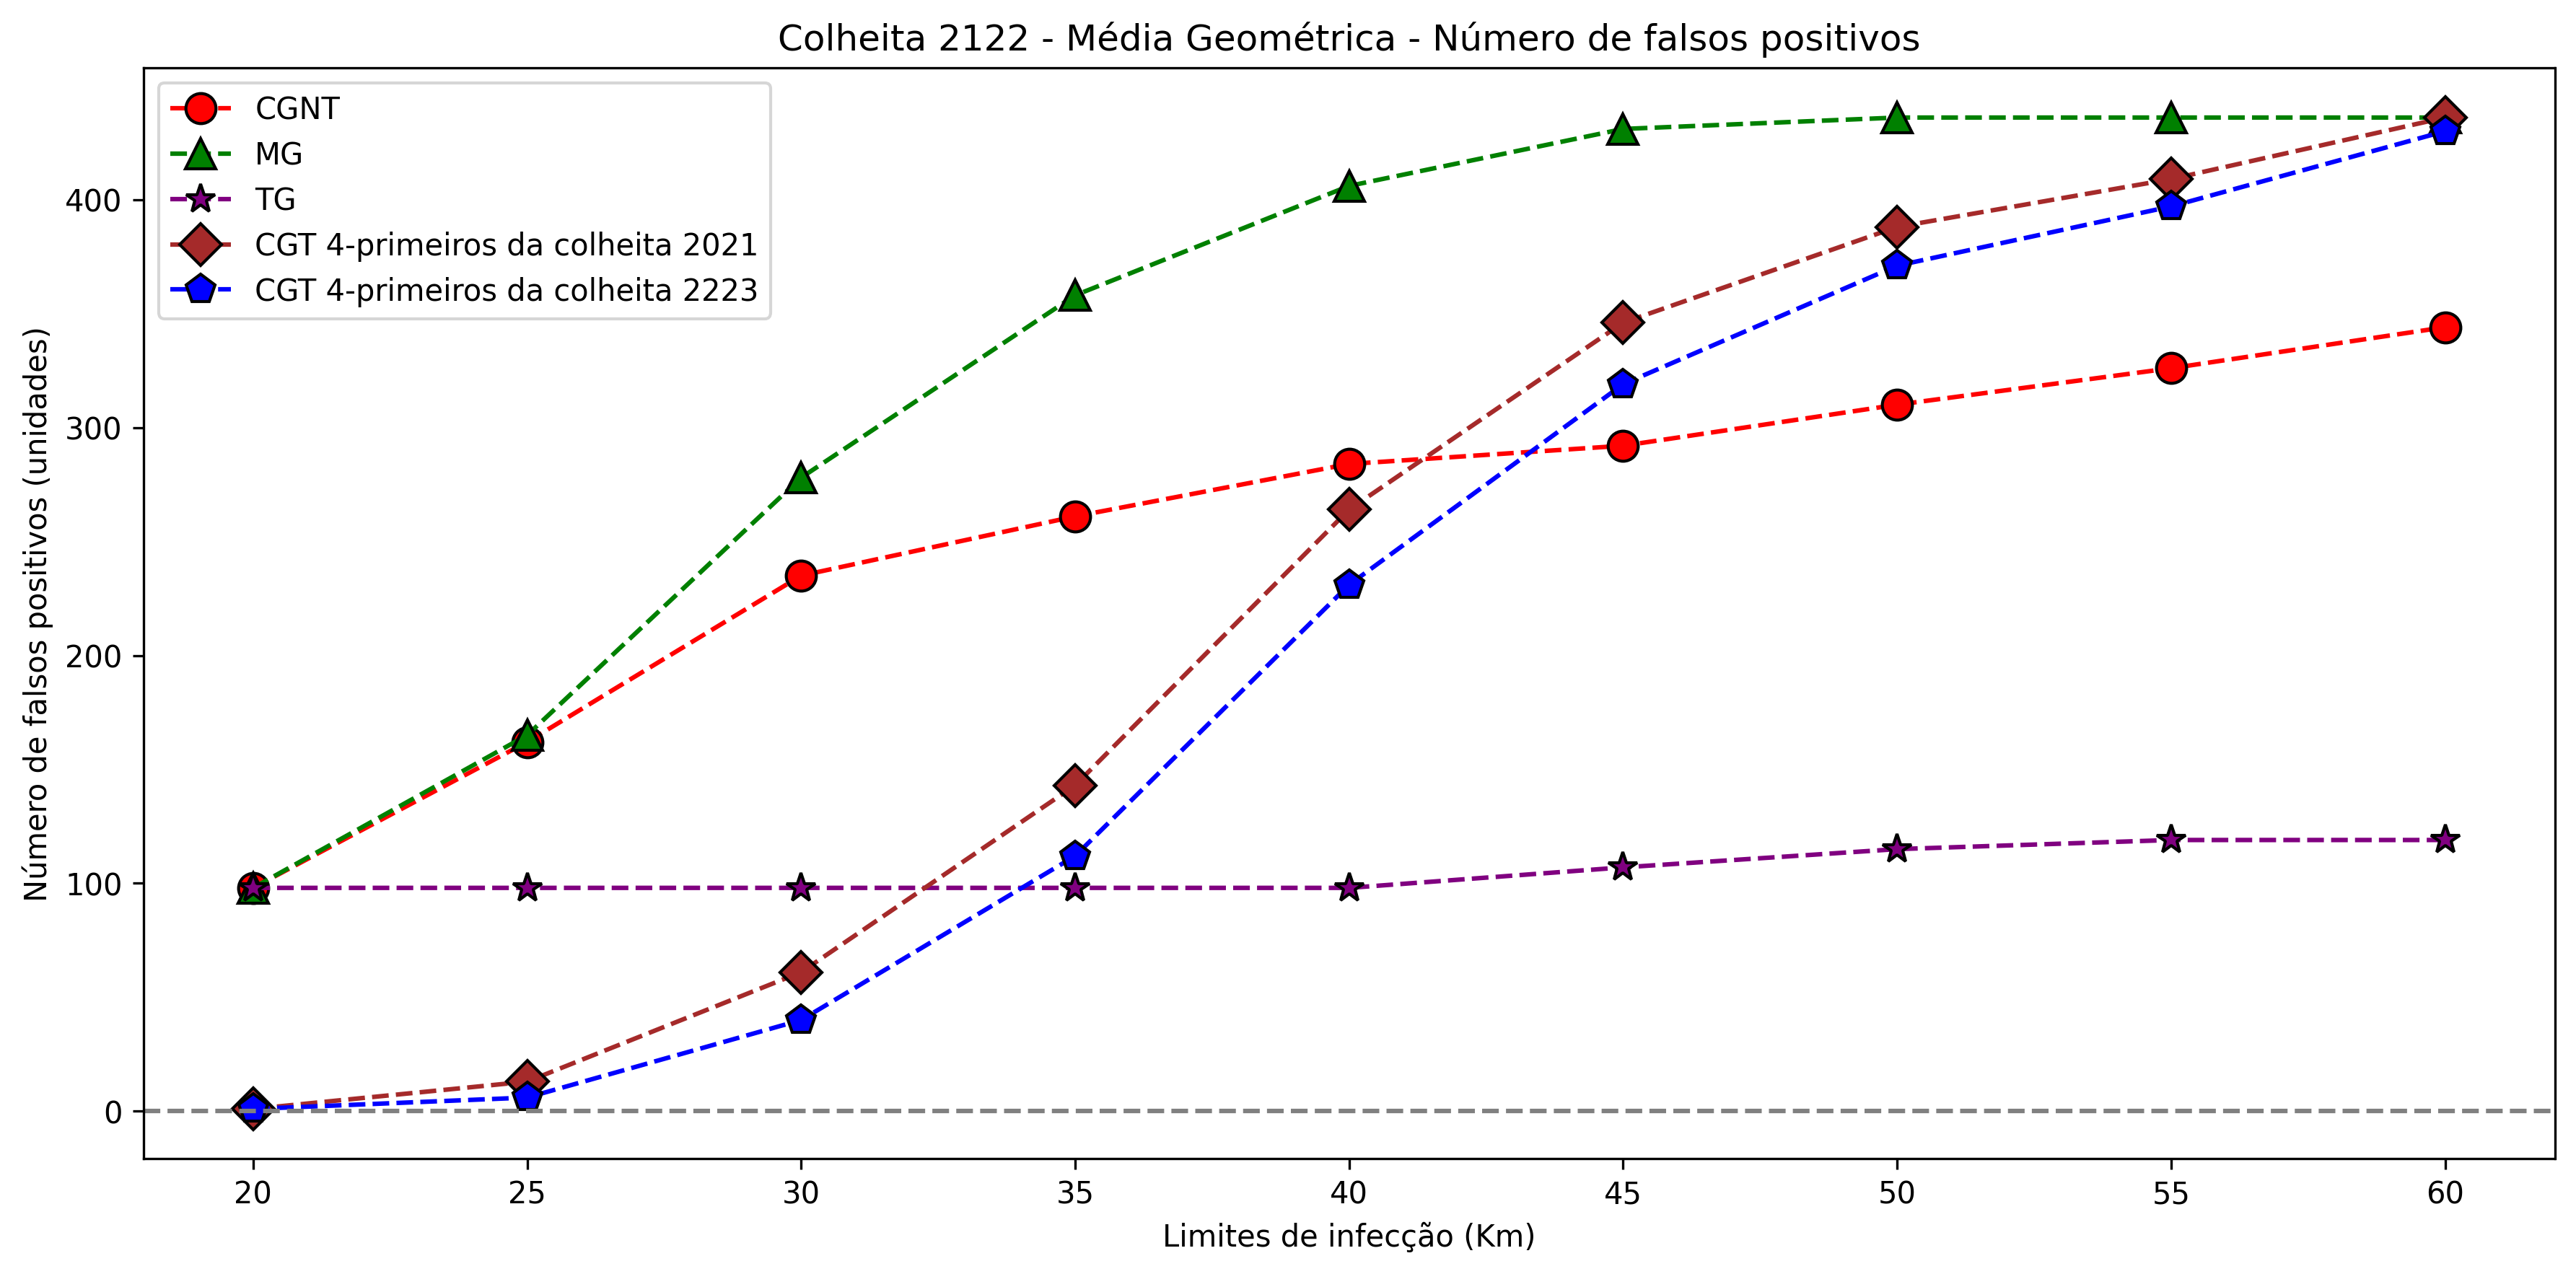 Colheita 2122 - Média Geométrica - Número de falsos positivos
CGNT
MG
TG
CGT 4-primeiros da colheita 2021
CGT 4-primeiros da colheita 2223
Número de falsos positivos (unidades)
400
300
200
100
0
20 25 30 35 40 45 50 55 60
Limites de infecção (Km)